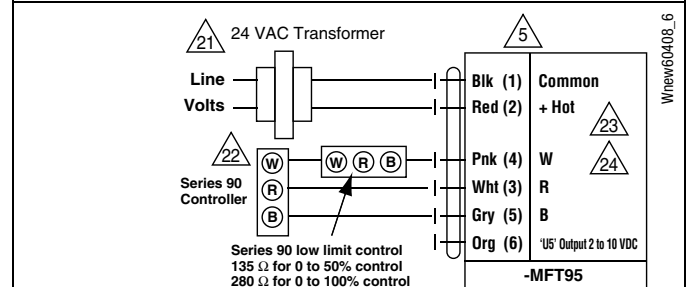 21 24 VAC Transformer
5
Line
Volts
Blk (1) Common
Red (2) + Hot
23
22
W
R
B
W R B
Series 90
Controller
Pnk (4) W
24
Wht (3) R
Gry (5) B
Org (6) 'U5' Output 2 to 10 VDC
Series 90 low limit control
135 Ω for 0 to 50% control
280 Ω for 0 to 100% control
-MFT95
Wnew60408_6